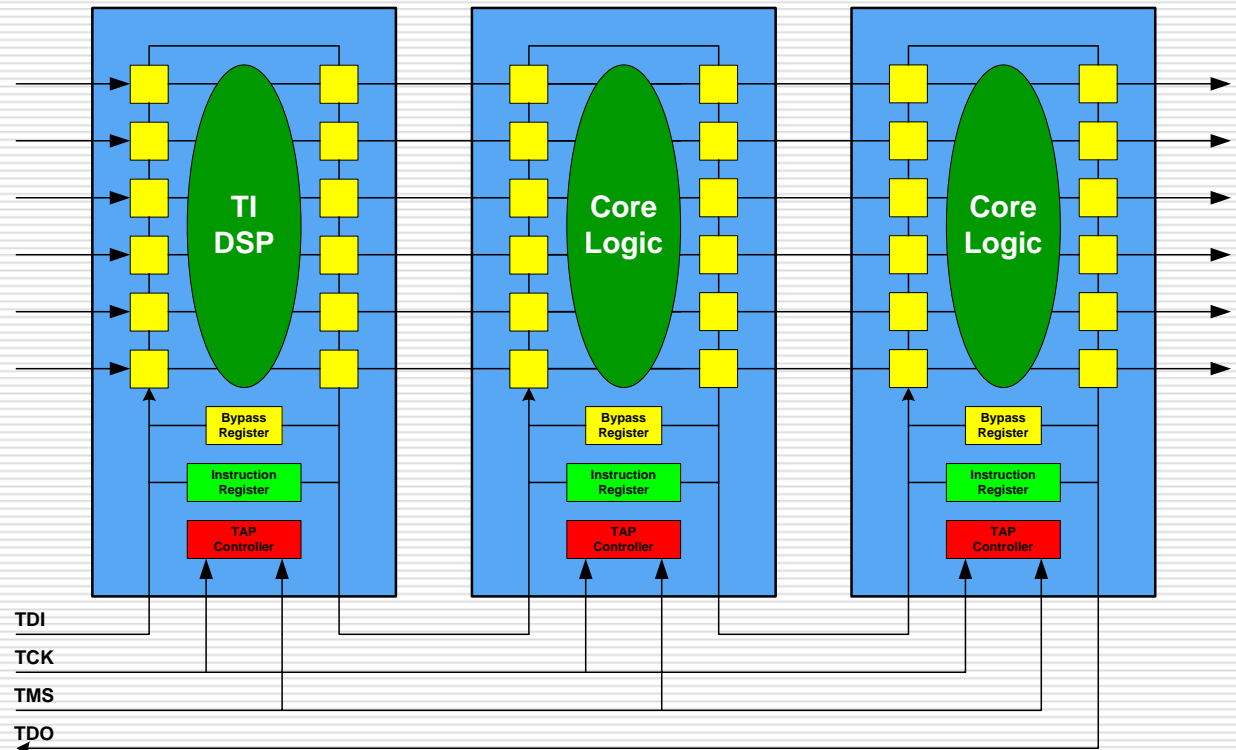 TI
DSP
Bypass
Register
Instruction
Register
TAP
Controller
Core
Logic
Bypass
Register
Instruction
Register
TAP
Controller
Core
Logic
Bypass
Register
Instruction
Register
TAP
Controller
TDI
TCK
TMS
TDO